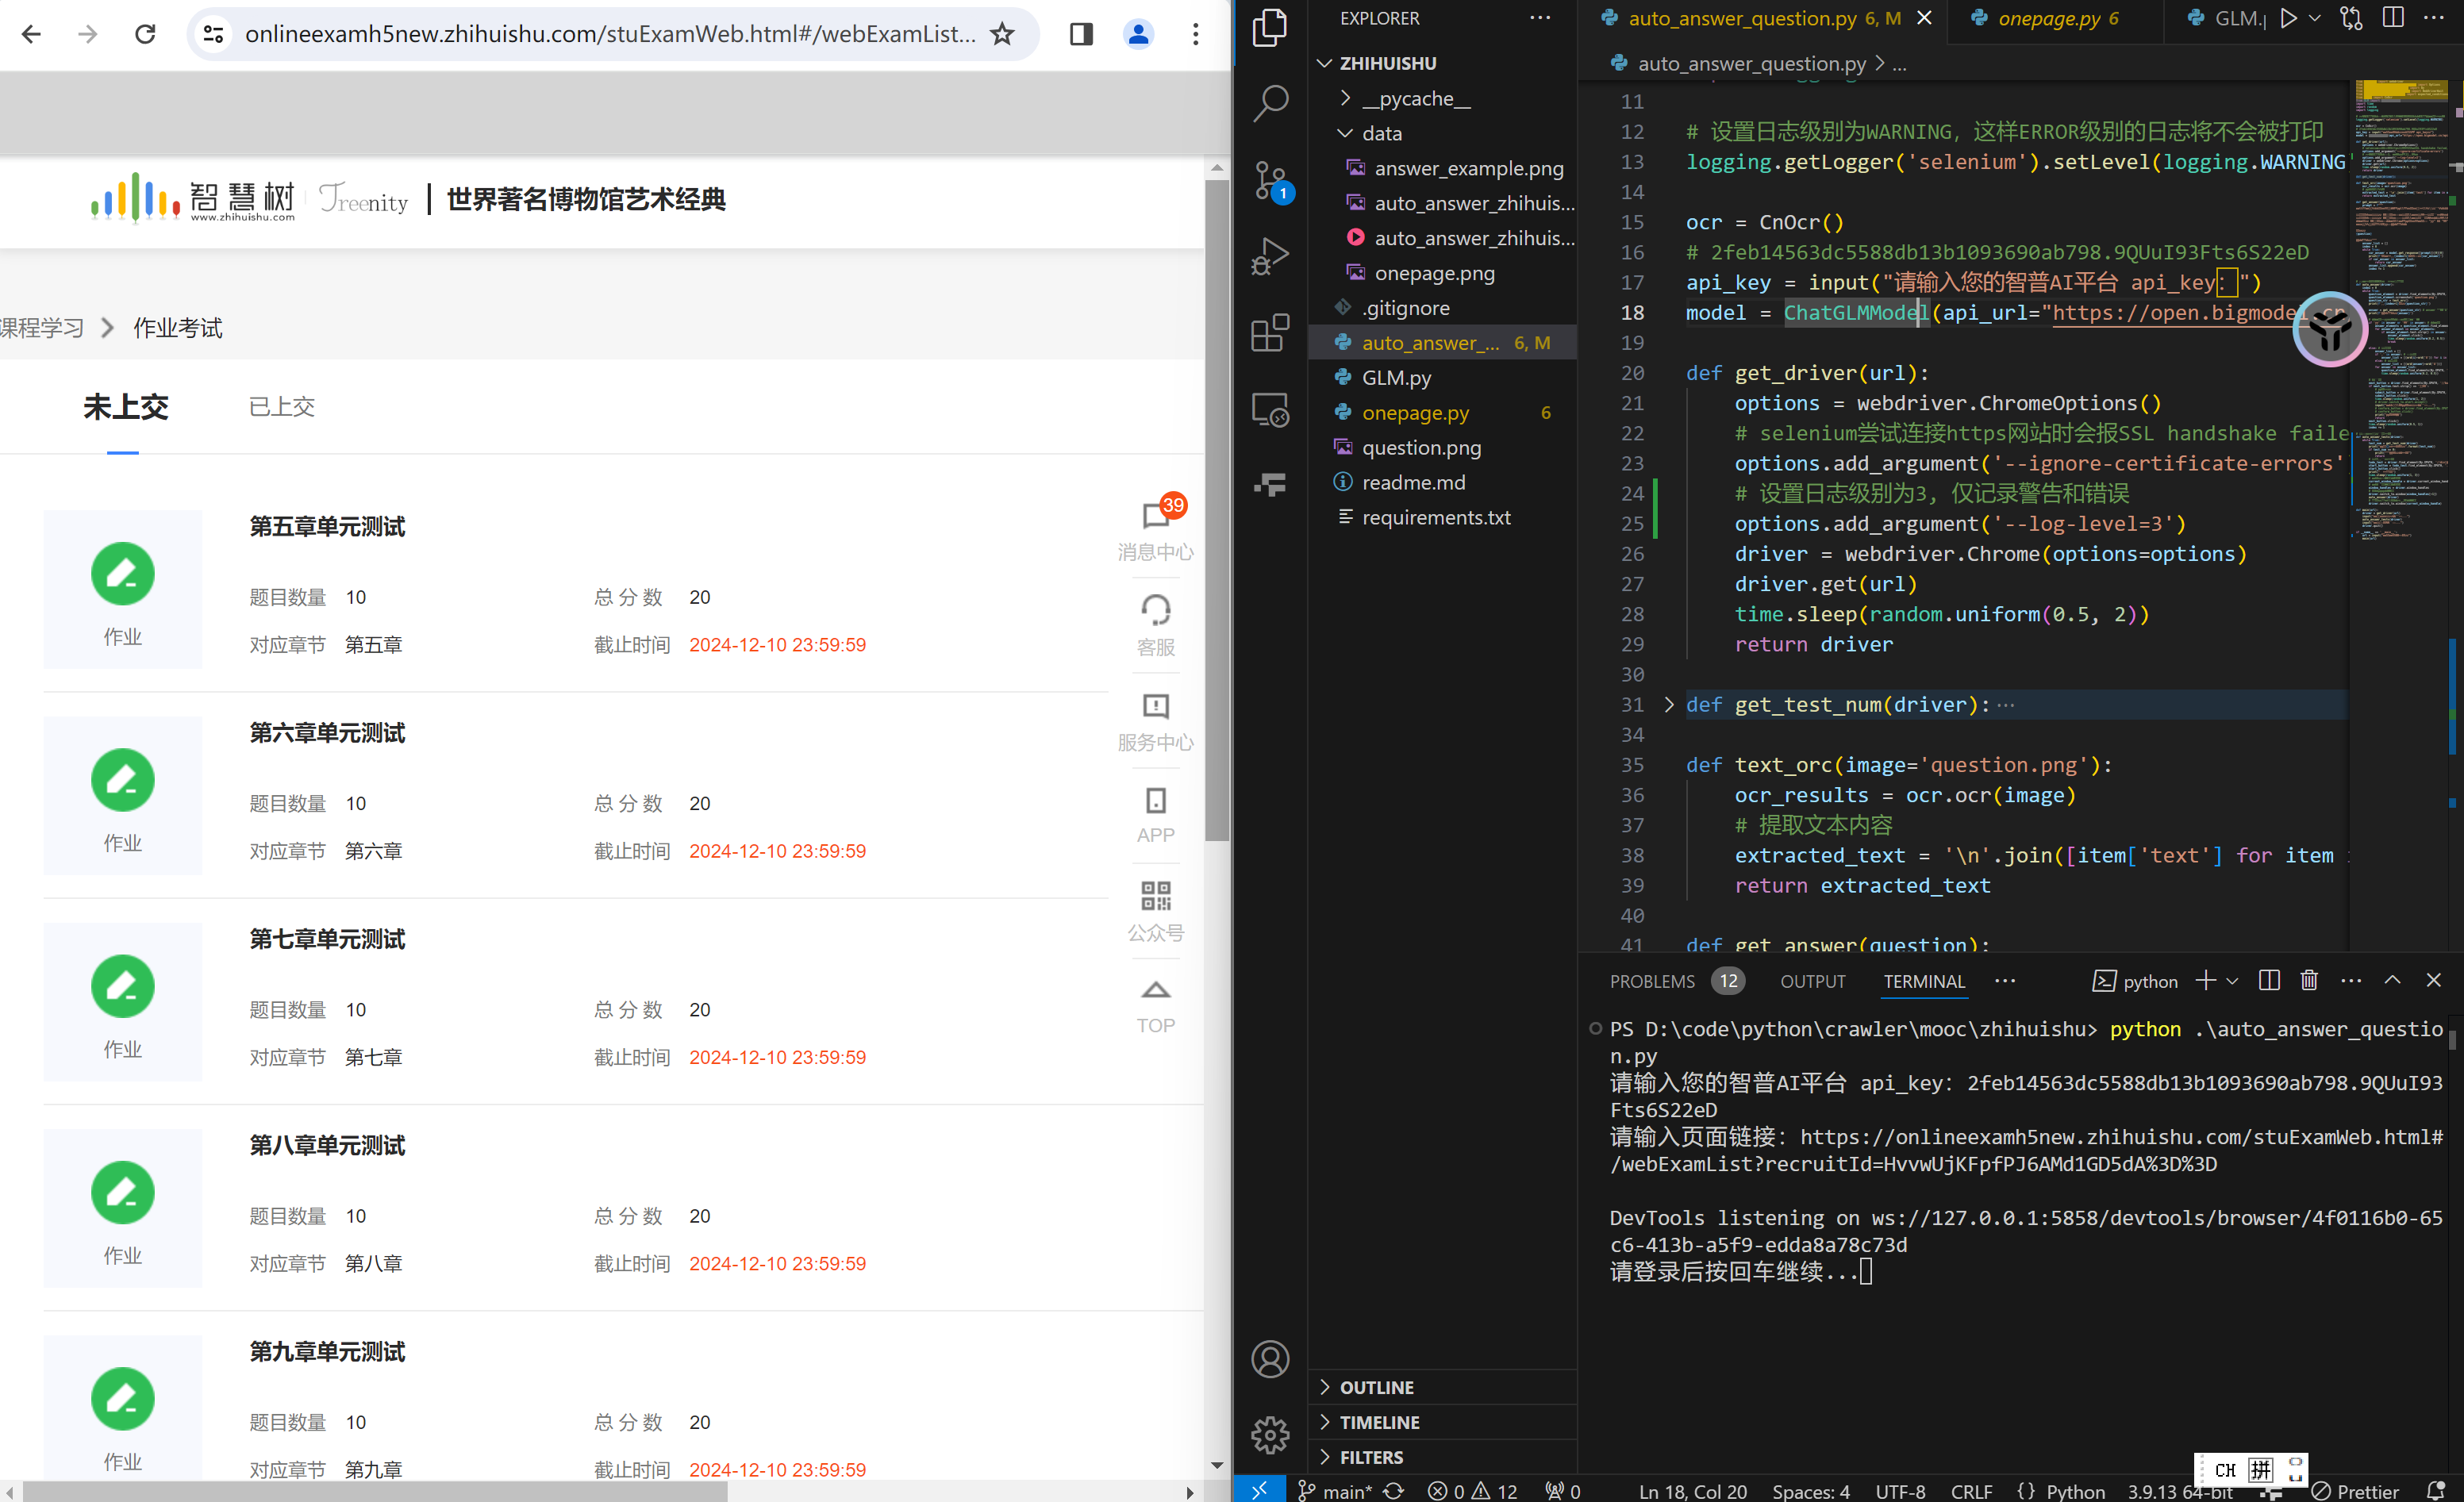 onlineexamh5new.zhihuishu.com/stuExamWeb.html#/webExamList...
智慧树
www.zhihuishu.com
Treenity
世界著名博物馆艺术经典
课程学习
作业考试
未上交
已上交
第五章单元测试
作业
题目数量 10 总 分 数 20
对应章节 第五章 截止时间 2024-12-10 23:59:59
第六章单元测试
作业
题目数量 10 总 分 数 20
对应章节 第六章 截止时间 2024-12-10 23:59:59
第七章单元测试
作业
题目数量 10 总 分 数 20
对应章节 第七章 截止时间 2024-12-10 23:59:59
第八章单元测试
作业
题目数量 10 总 分 数 20
对应章节 第八章 截止时间 2024-12-10 23:59:59
第九章单元测试
作业
题目数量 10 总 分 数 20
对应章节 第九章 截止时间 2024-12-10 23:59:59
39
消息中心
客服
服务中心
APP
公众号
TOP
1
EXPLORER
ZHIHUISHU
__pycache__
data
answer_example.png
auto_answer_zhihuis...
auto_answer_zhihuis...
onepage.png
.gitignore
auto_answer_... 6, M
GLM.py
onepage.py 6
question.png
readme.md
requirements.txt
OUTLINE
TIMELINE
FILTERS
auto_answer_question.py 6, M
onepage.py 6
GLM.p
auto_answer_question.py > ...
11
12 # 设置日志级别为WARNING，这样ERROR级别的日志将不会被打印
13 logging.getLogger('selenium').setLevel(logging.WARNING
14
15 ocr = CnOcr()
16 # 2feb14563dc5588db13b1093690ab798.9QUuI93Fts6S22eD
17 api_key = input("请输入您的智普AI平台 api_key：")
18 model = ChatGLMModel(api_url="https://open.bigmodel.cn
19
20 def get_driver(url):
21 options = webdriver.ChromeOptions()
22 # selenium尝试连接https网站时会报SSL handshake faile
23 options.add_argument('--ignore-certificate-errors'
24 # 设置日志级别为3, 仅记录警告和错误
25 options.add_argument('--log-level=3')
26 driver = webdriver.Chrome(options=options)
27 driver.get(url)
28 time.sleep(random.uniform(0.5, 2))
29 return driver
30
31 def get_test_num(driver): ...
34
35 def text_orc(image='question.png'):
36 ocr_results = ocr.ocr(image)
37 # 提取文本内容
38 extracted_text = '\n'.join([item['text'] for item
39 return extracted_text
40
41 def get_answer(question):
PROBLEMS 12 OUTPUT TERMINAL ... python
PS D:\code\python\crawler\mooc\zhihuishu> python .\auto_answer_questio
n.py
请输入您的智普AI平台 api_key：2feb14563dc5588db13b1093690ab798.9QUuI93
Fts6S22eD
请输入页面链接：https://onlineexamh5new.zhihuishu.com/stuExamWeb.html#
/webExamList?recruitId=HvvwUjKFpfPJ6AMd1GD5dA%3D%3D
DevTools listening on ws://127.0.0.1:5858/devtools/browser/4f0116b0-65
c6-413b-a5f9-edda8a78c73d
请登录后按回车继续...
CH 拼
main* 0 12 0 Ln 18, Col 20 Spaces: 4 UTF-8 CRLF {} Python 3.9.13 64-bit Prettier